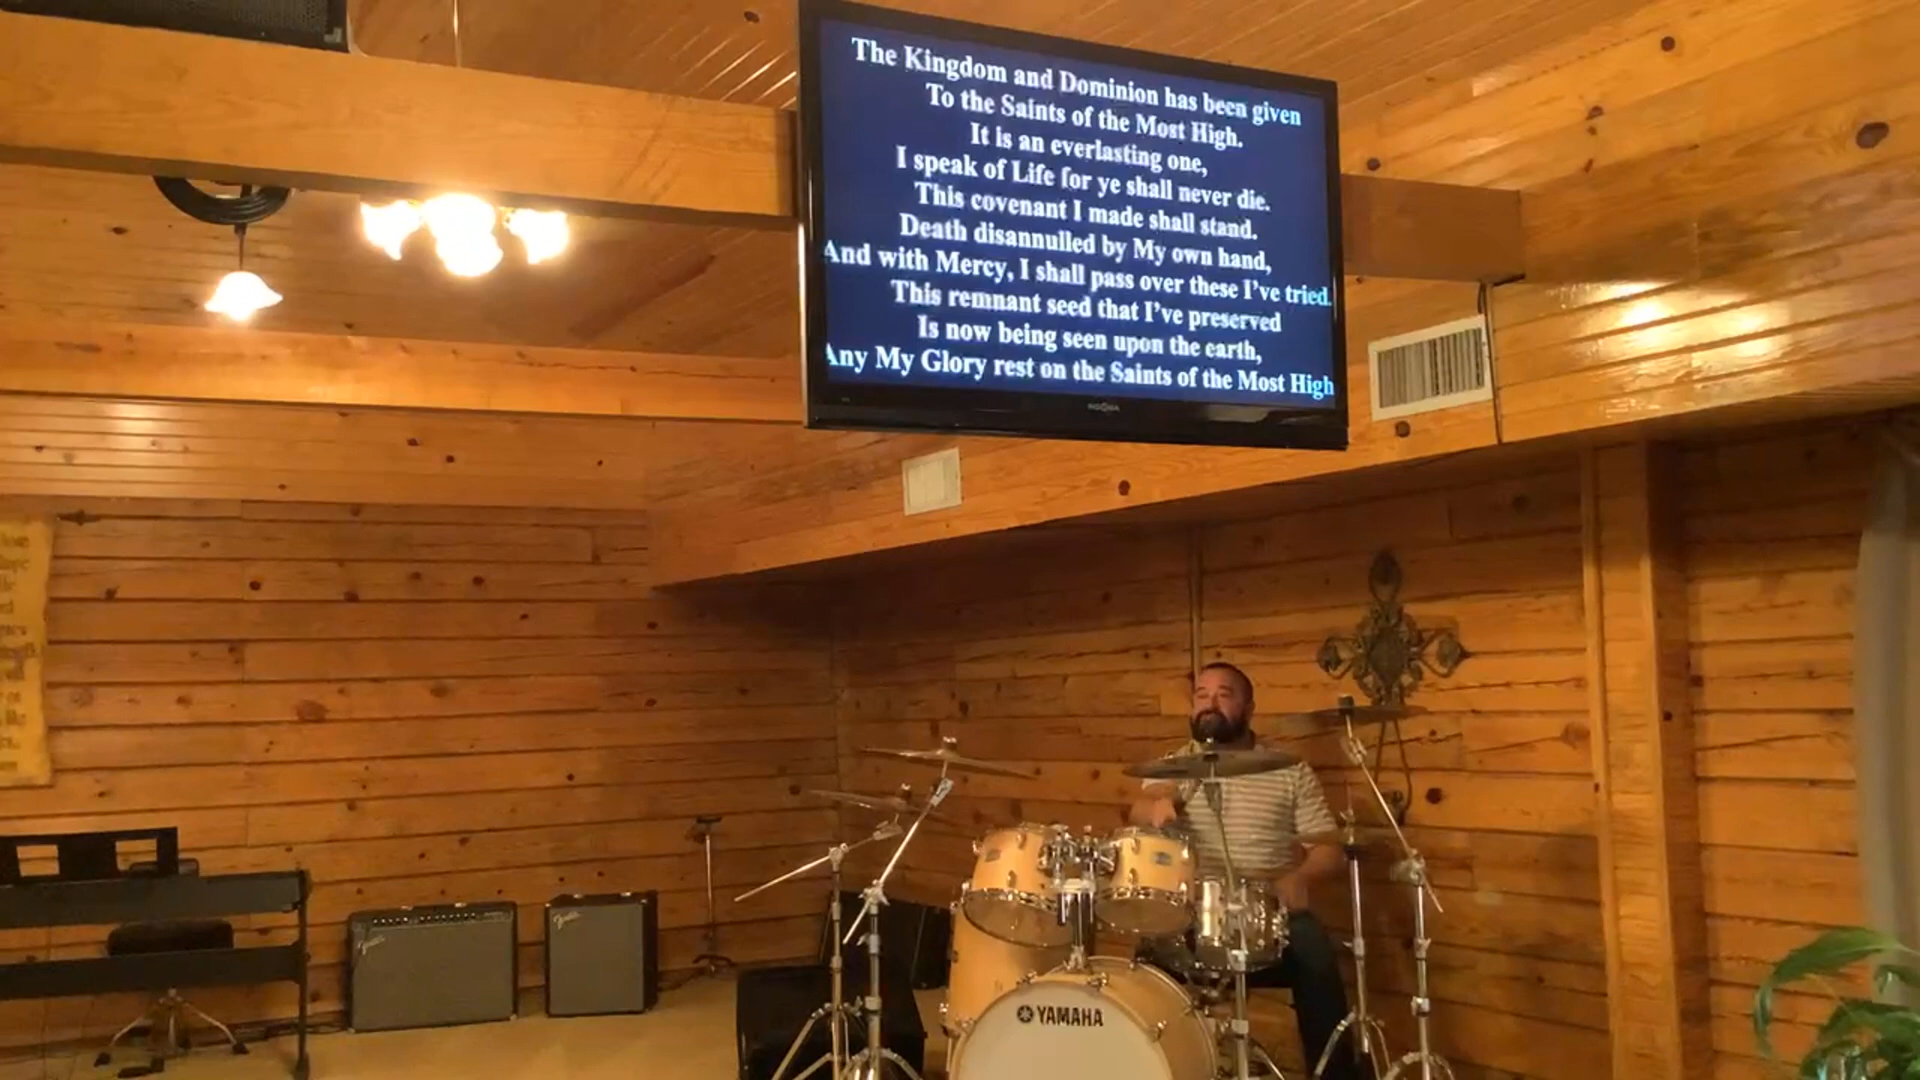 The Kingdom and Dominion has been given
To the Saints of the Most High.
It is an everlasting one,
I speak of Life for ye shall never die.
This covenant I made shall stand.
Death disannulled by My own hand,
And with Mercy, I shall pass over these I've tried.
This remnant seed that I've preserved
Is now being seen upon the earth,
Any My Glory rest on the Saints of the Most High
INSIGNIA
Fender
Fender
YAMAHA